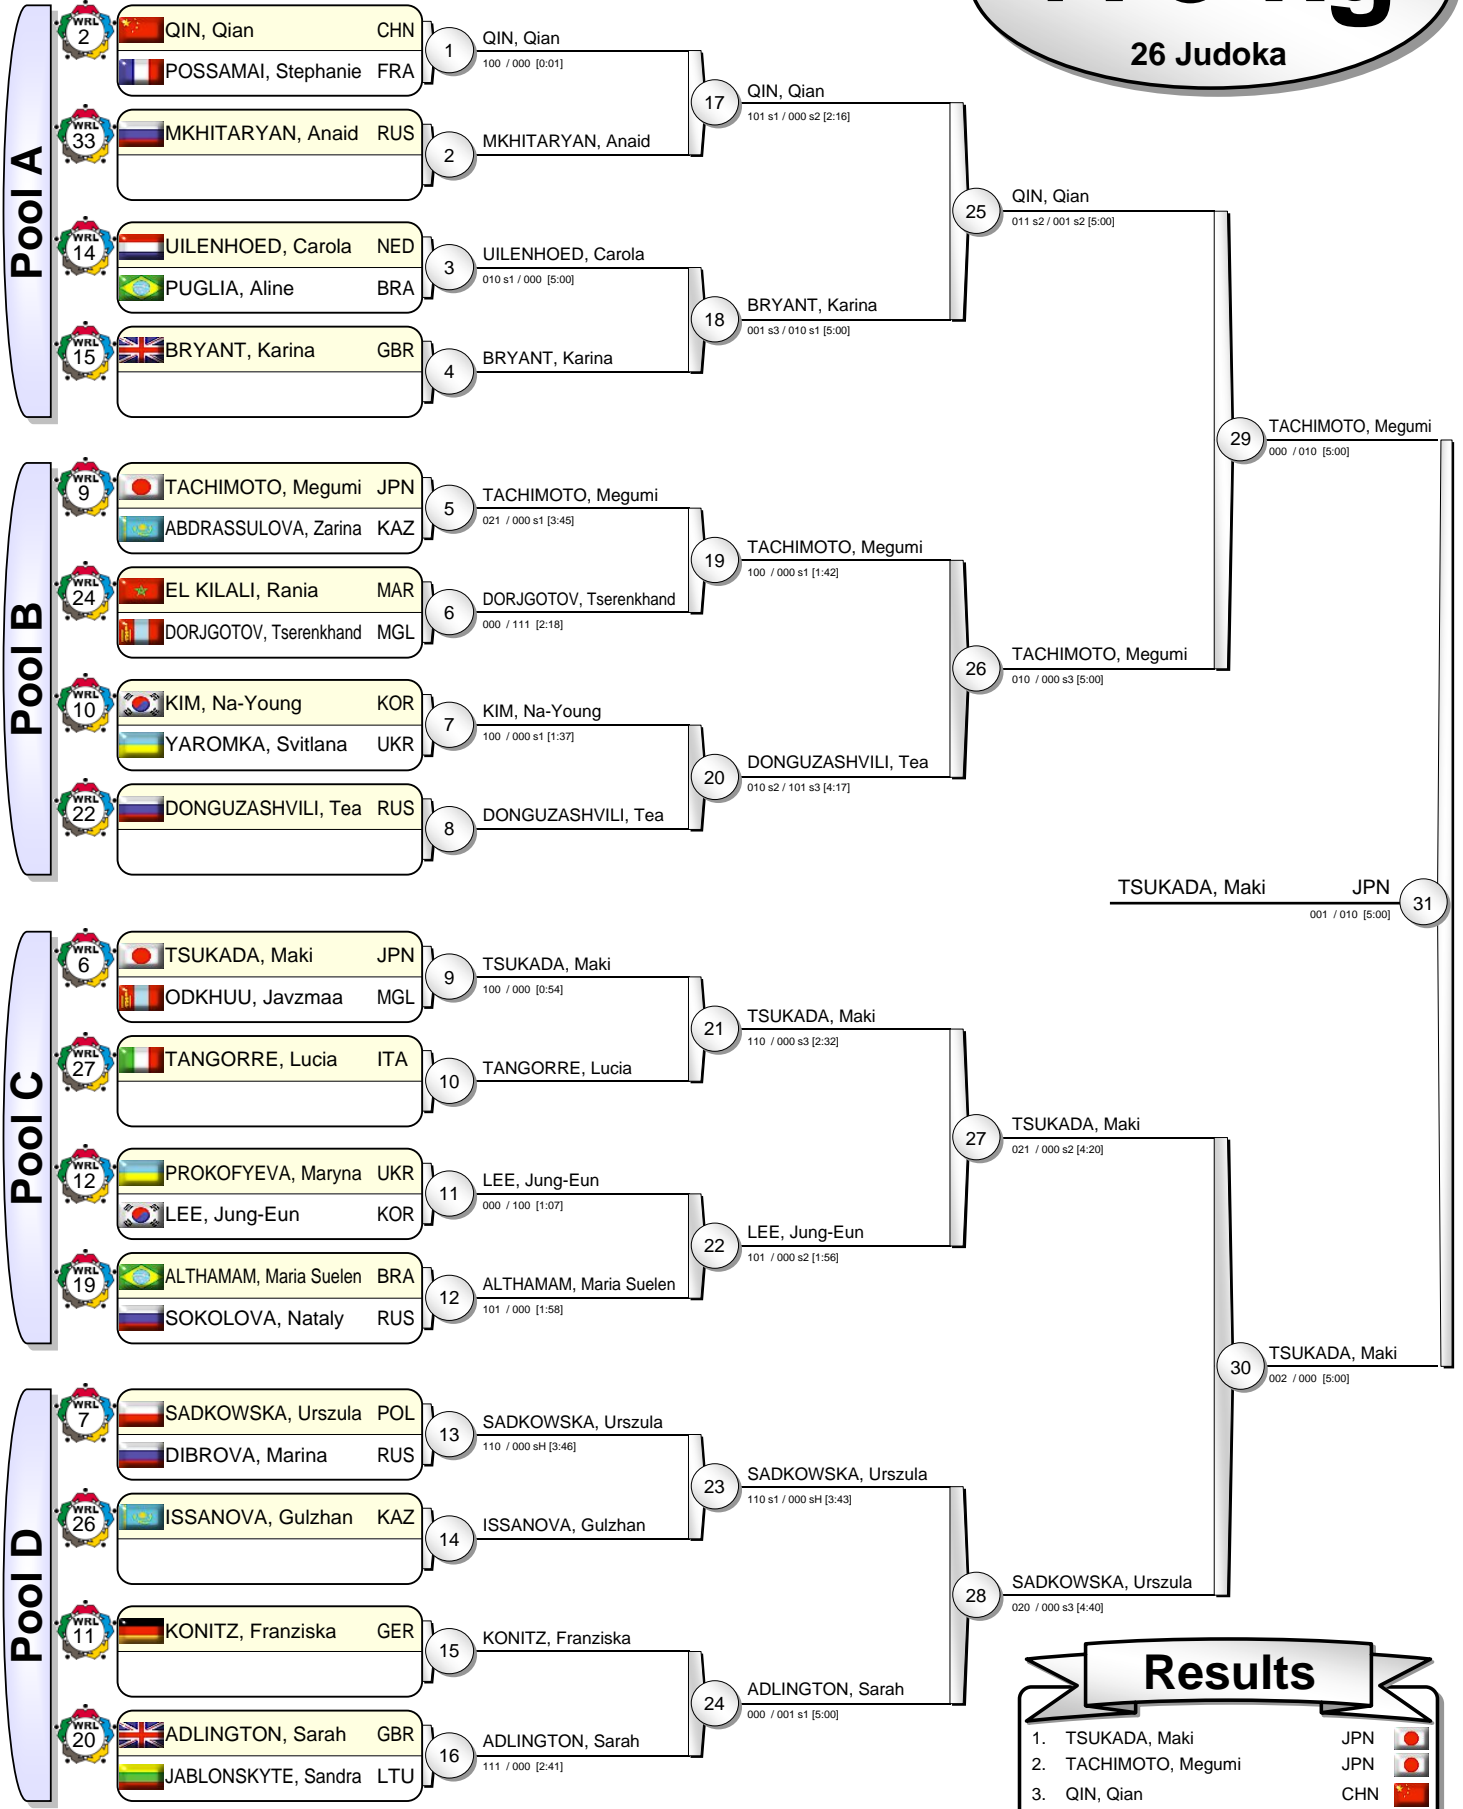 26 Judoka
Pool A
WRL 2
QIN, Qian CHN
POSSAMAI, Stephanie FRA
WRL 33
MKHITARYAN, Anaid RUS
WRL 14
UILENHOED, Carola NED
PUGLIA, Aline BRA
WRL 15
BRYANT, Karina GBR
1
QIN, Qian
100 / 000 [0:01]
2
MKHITARYAN, Anaid
3
UILENHOED, Carola
010 s1 / 000 [5:00]
4
BRYANT, Karina
17
QIN, Qian
101 s1 / 000 s2 [2:16]
18
BRYANT, Karina
001 s3 / 010 s1 [5:00]
25
QIN, Qian
011 s2 / 001 s2 [5:00]
Pool B
WRL 9
TACHIMOTO, Megumi JPN
ABDRASSULOVA, Zarina KAZ
WRL 24
EL KILALI, Rania MAR
DORJGOTOV, Tserenkhand MGL
WRL 10
KIM, Na-Young KOR
YAROMKA, Svitlana UKR
WRL 22
DONGUZASHVILI, Tea RUS
5
TACHIMOTO, Megumi
021 / 000 s1 [3:45]
6
DORJGOTOV, Tserenkhand
000 / 111 [2:18]
7
KIM, Na-Young
100 / 000 s1 [1:37]
8
DONGUZASHVILI, Tea
19
TACHIMOTO, Megumi
100 / 000 s1 [1:42]
20
DONGUZASHVILI, Tea
010 s2 / 101 s3 [4:17]
26
TACHIMOTO, Megumi
010 / 000 s3 [5:00]
29
TACHIMOTO, Megumi
000 / 010 [5:00]
TSUKADA, Maki JPN
31
001 / 010 [5:00]
Pool C
WRL 6
TSUKADA, Maki JPN
ODKHUU, Javzmaa MGL
WRL 27
TANGORRE, Lucia ITA
WRL 12
PROKOFYEVA, Maryna UKR
LEE, Jung-Eun KOR
WRL 19
ALTHAMAM, Maria Suelen BRA
SOKOLOVA, Nataly RUS
9
TSUKADA, Maki
100 / 000 [0:54]
10
TANGORRE, Lucia
11
LEE, Jung-Eun
000 / 100 [1:07]
12
ALTHAMAM, Maria Suelen
101 / 000 [1:58]
21
TSUKADA, Maki
110 / 000 s3 [2:32]
22
LEE, Jung-Eun
101 / 000 s2 [1:56]
27
TSUKADA, Maki
021 / 000 s2 [4:20]
Pool D
WRL 7
SADKOWSKA, Urszula POL
DIBROVA, Marina RUS
WRL 26
ISSANOVA, Gulzhan KAZ
WRL 11
KONITZ, Franziska GER
WRL 20
ADLINGTON, Sarah GBR
JABLONSKYTE, Sandra LTU
13
SADKOWSKA, Urszula
110 / 000 sH [3:46]
14
ISSANOVA, Gulzhan
15
KONITZ, Franziska
16
ADLINGTON, Sarah
111 / 000 [2:41]
23
SADKOWSKA, Urszula
110 s1 / 000 sH [3:43]
24
ADLINGTON, Sarah
000 / 001 s1 [5:00]
28
SADKOWSKA, Urszula
020 / 000 s3 [4:40]
30
TSUKADA, Maki
002 / 000 [5:00]
Results
1. TSUKADA, Maki JPN
2. TACHIMOTO, Megumi JPN
3. QIN, Qian CHN